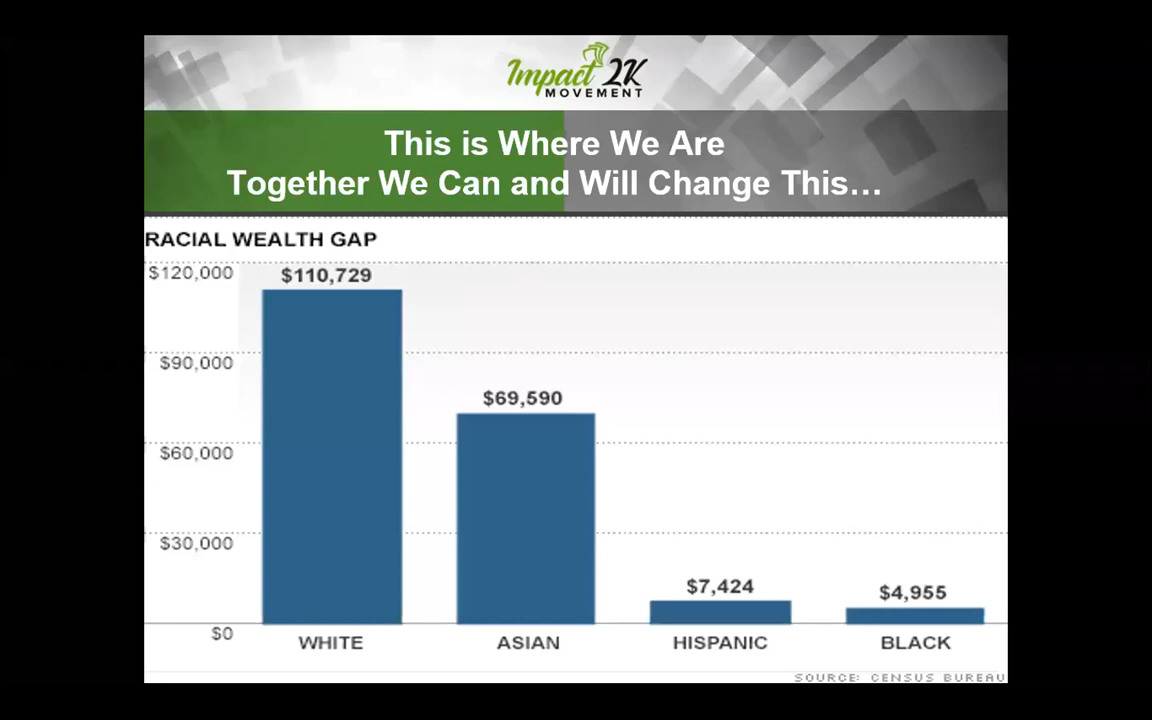 Impact 2K
MOVEMENT
This is Where We Are
Together We Can and Will Change This...
RACIAL WEALTH GAP
$120,000
$110,729
$90,000
$69,590
$60,000
$30,000
$7,424
$4,955
$0
WHITE
ASIAN
HISPANIC
BLACK
SOURCE: CENSUS BUREAU